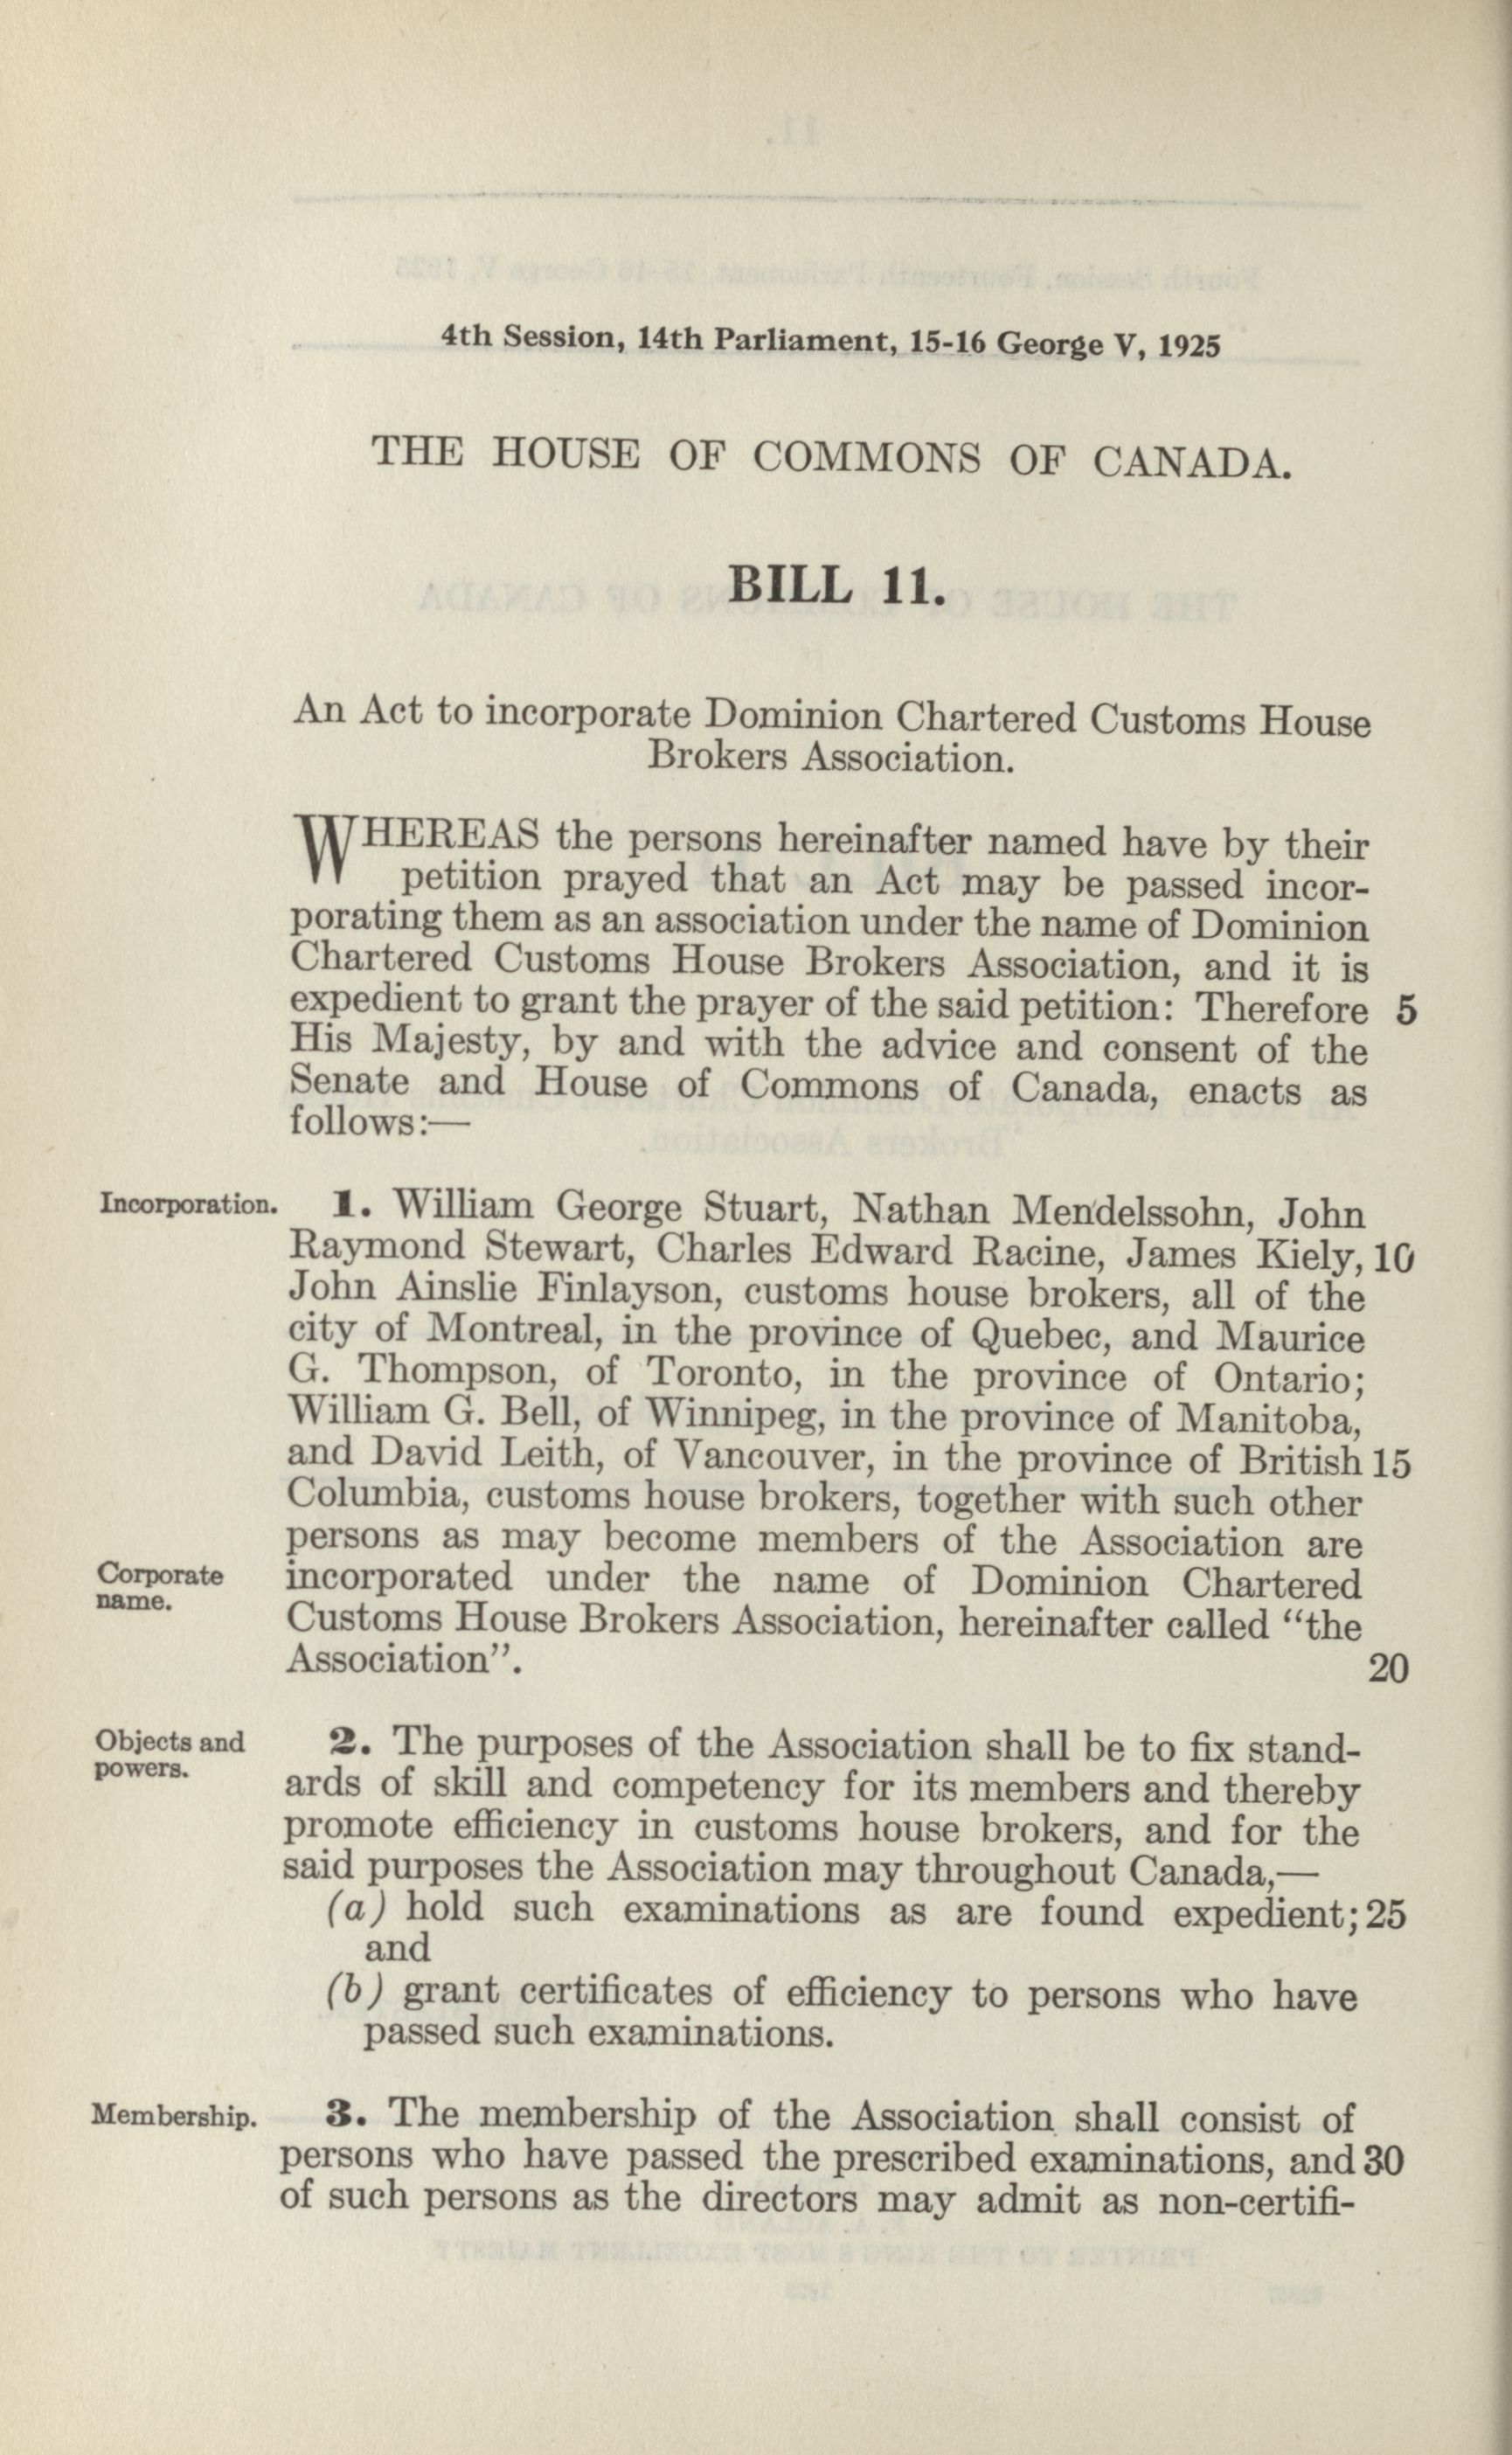 4th Session, 14th Parliament, 15-16 George V, 1925
THE HOUSE OF COMMONS OF CANADA.
BILL 11.
An Act to incorporate Dominion Chartered Customs House
Brokers Association.
WHEREAS the persons hereinafter named have by their
petition prayed that an Act may be passed incor-
porating them as an association under the name of Dominion
Chartered Customs House Brokers Association, and it is
expedient to grant the prayer of the said petition: Therefore 5
His Majesty, by and with the advice and consent of the
Senate and House of Commons of Canada, enacts as
follows:—
Incorporation. 1. William George Stuart, Nathan Mendelssohn, John
Raymond Stewart, Charles Edward Racine, James Kiely, 10
John Ainslie Finlayson, customs house brokers, all of the
city of Montreal, in the province of Quebec, and Maurice
G. Thompson, of Toronto, in the province of Ontario;
William G. Bell, of Winnipeg, in the province of Manitoba,
and David Leith, of Vancouver, in the province of British 15
Columbia, customs house brokers, together with such other
persons as may become members of the Association are
Corporate
name.
incorporated under the name of Dominion Chartered
Customs House Brokers Association, hereinafter called “the
Association”. 20
Objects and
powers.
2. The purposes of the Association shall be to fix stand-
ards of skill and competency for its members and thereby
promote efficiency in customs house brokers, and for the
said purposes the Association may throughout Canada,—
(a) hold such examinations as are found expedient; 25
and
(b) grant certificates of efficiency to persons who have
passed such examinations.
Membership. 3. The membership of the Association shall consist of
persons who have passed the prescribed examinations, and 30
of such persons as the directors may admit as non-certifi-